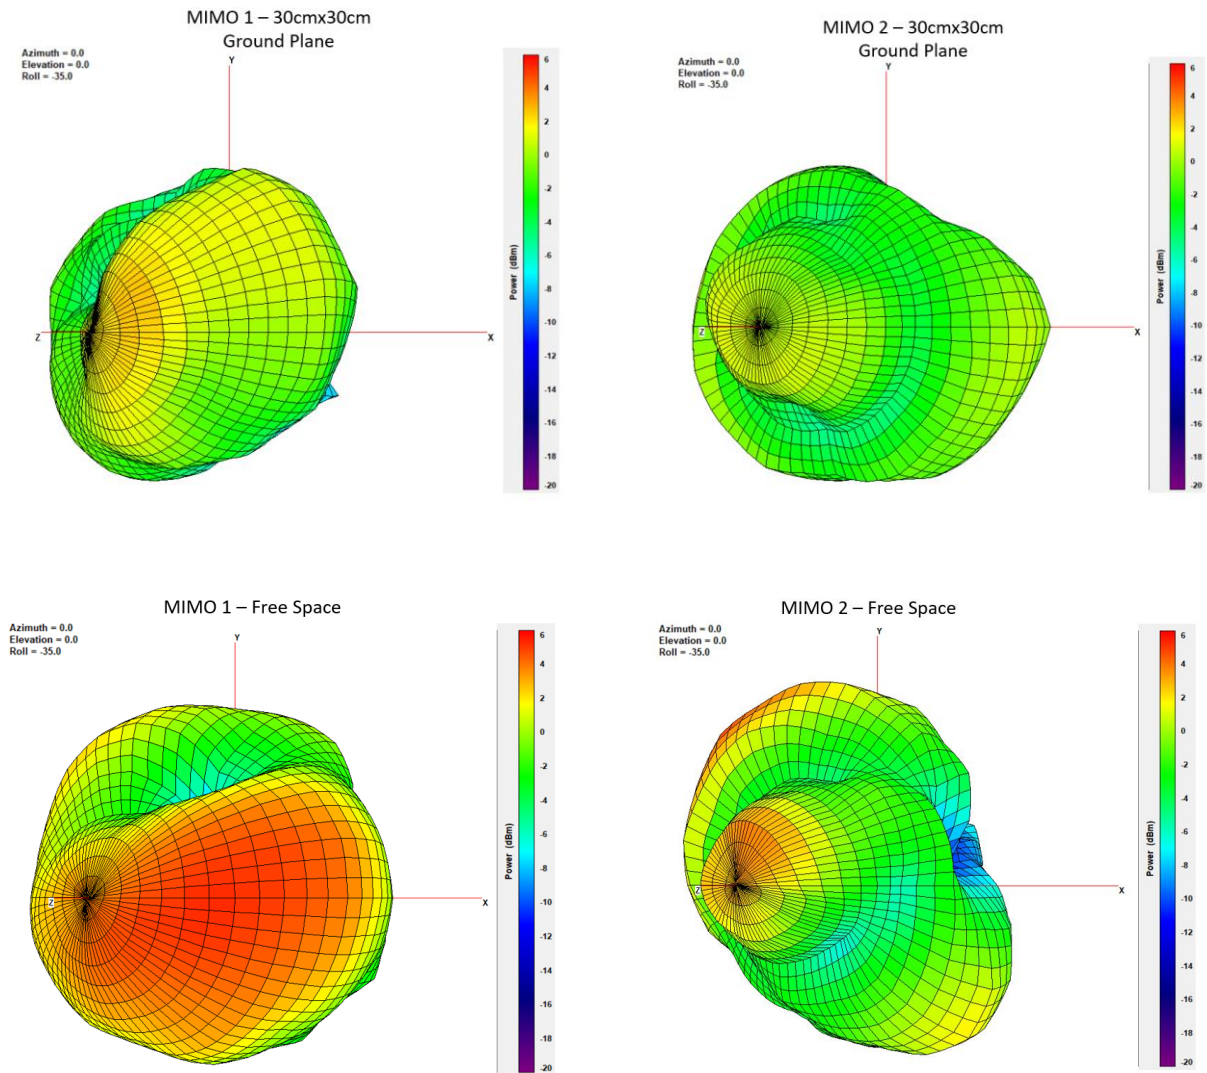 MIMO 1 – 30cmx30cm
Ground Plane
Azimuth = 0.0
Elevation = 0.0
Roll = -35.0
Y
Z
X
Power (dBm)
6
4
2
0
-2
-4
-6
-8
-10
-12
-14
-16
-18
-20
MIMO 2 – 30cmx30cm
Ground Plane
Azimuth = 0.0
Elevation = 0.0
Roll = -35.0
Y
Z
X
Power (dBm)
6
4
2
0
-2
-4
-6
-8
-10
-12
-14
-16
-18
-20
MIMO 1 – Free Space
Azimuth = 0.0
Elevation = 0.0
Roll = -35.0
Y
Z
X
Power (dBm)
6
4
2
0
-2
-4
-6
-8
-10
-12
-14
-16
-18
-20
MIMO 2 – Free Space
Azimuth = 0.0
Elevation = 0.0
Roll = -35.0
Y
Z
X
Power (dBm)
6
4
2
0
-2
-4
-6
-8
-10
-12
-14
-16
-18
-20